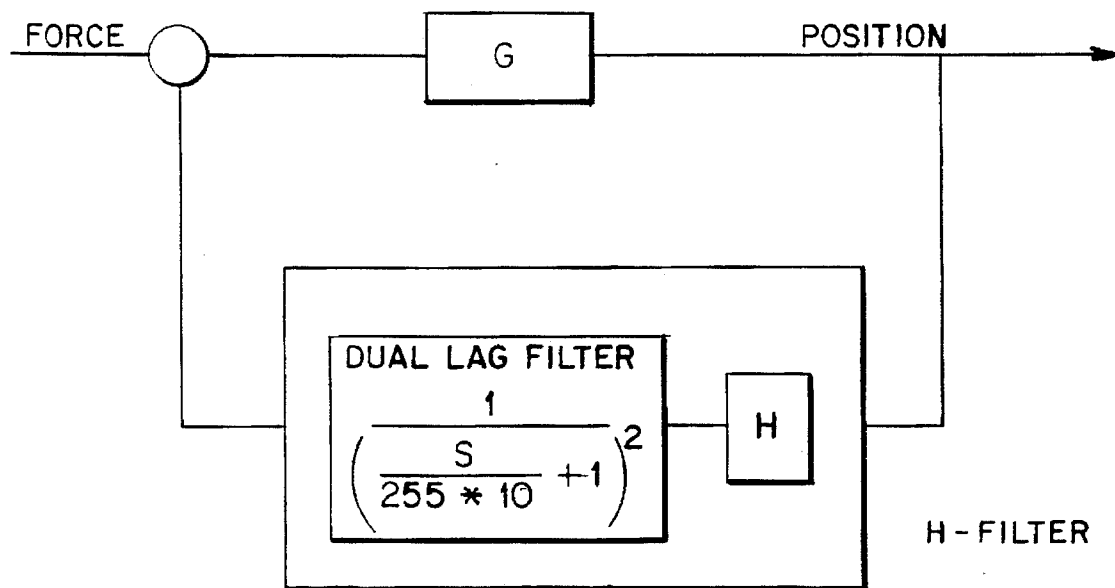 FORCE
G
POSITION
DUAL LAG FILTER
1
( S
255 * 10 + 1 )2
H
H - FILTER